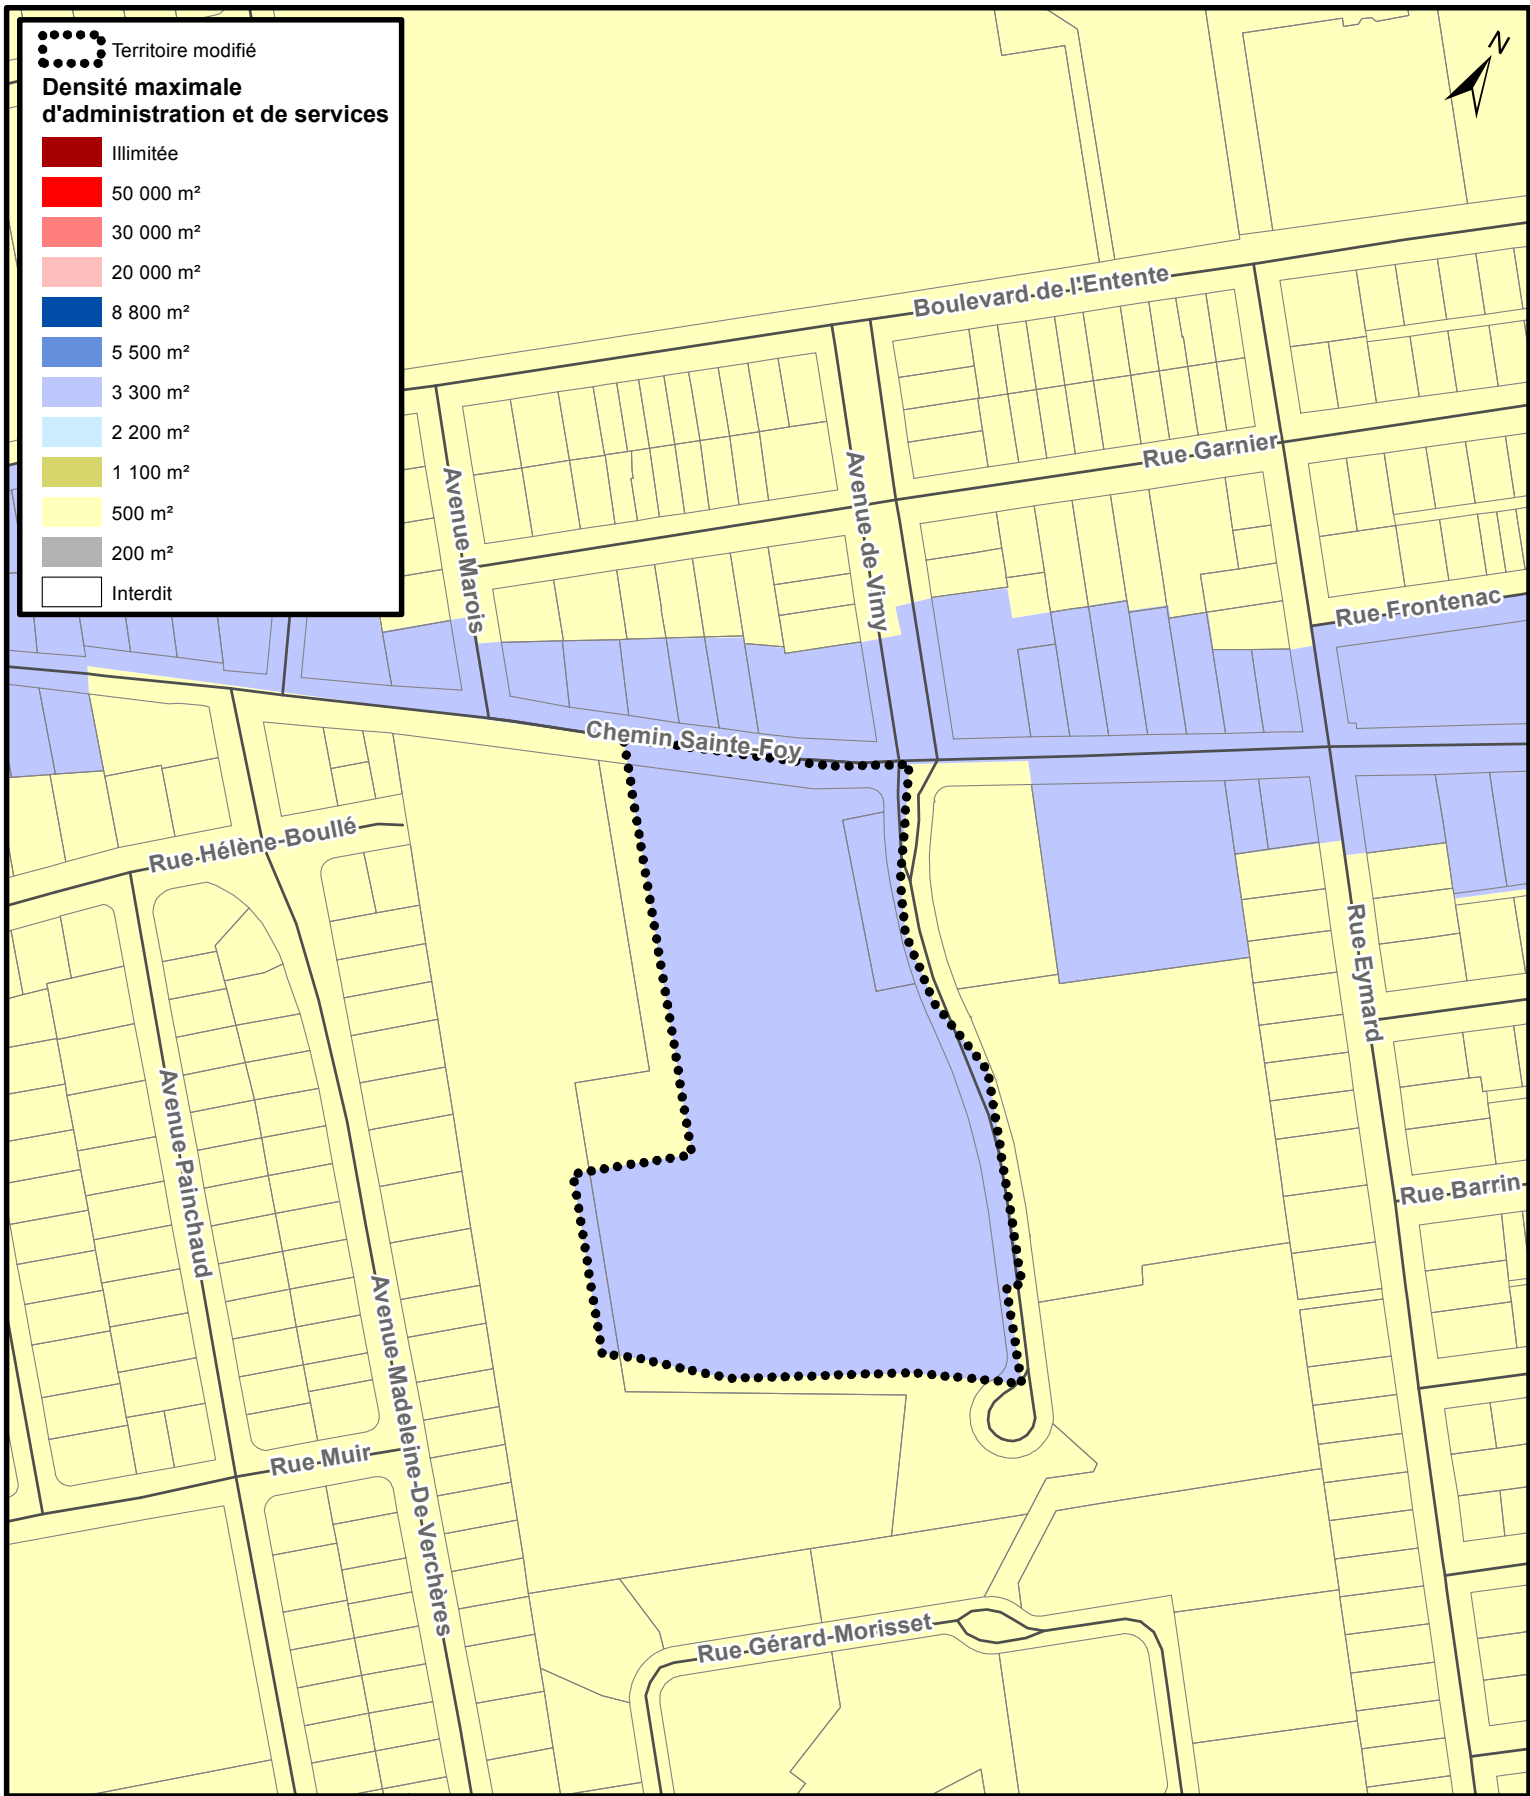 Territoire modifié
Densité maximale
d'administration et de services
Illimitée
50 000 m²
30 000 m²
20 000 m²
8 800 m²
5 500 m²
3 300 m²
2 200 m²
1 100 m²
500 m²
200 m²
Interdit
N
Boulevard de l'Entente
Rue Garnier
Avenue Marois
Avenue de Vimy
Rue Frontenac
Chemin Sainte-Foy
Rue Hélène-Boullé
Rue Eymard
Avenue Painchaud
Rue Barrin
Avenue Madeleine-De-Verchères
Rue Muir
Rue Gérard-Morisset